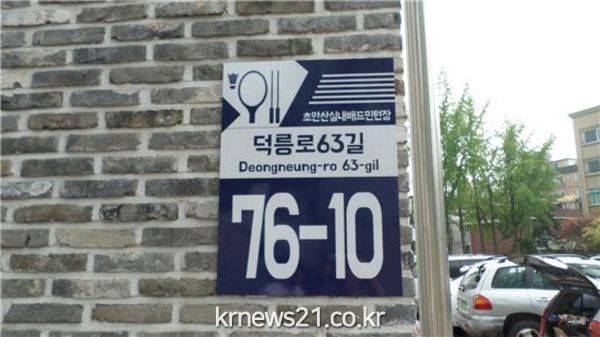 초안산실내배드민턴장
덕릉로63길
Deongneung-ro 63-gil
76-10
krnews21.co.kr